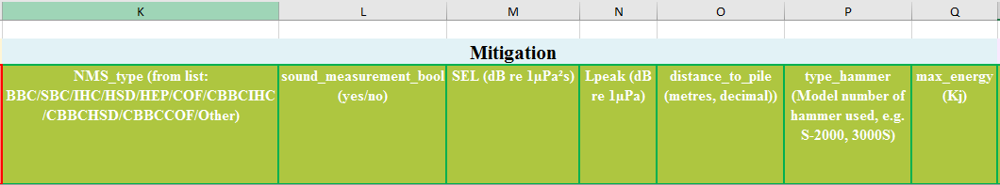 K L M N O P Q
Mitigation
NMS_type (from list:
BBC/SBC/IHC/HSD/HEP/COF/CBBCIHC
/CBBCHSD/CBBCCOF/Other)
sound_measurement_bool
(yes/no)
SEL (dB re 1µPa²s)
Lpeak (dB
re 1µPa)
distance_to_pile
(metres, decimal))
type_hammer
(Model number of
hammer used, e.g.
S-2000, 3000S)
max_energy
(Kj)